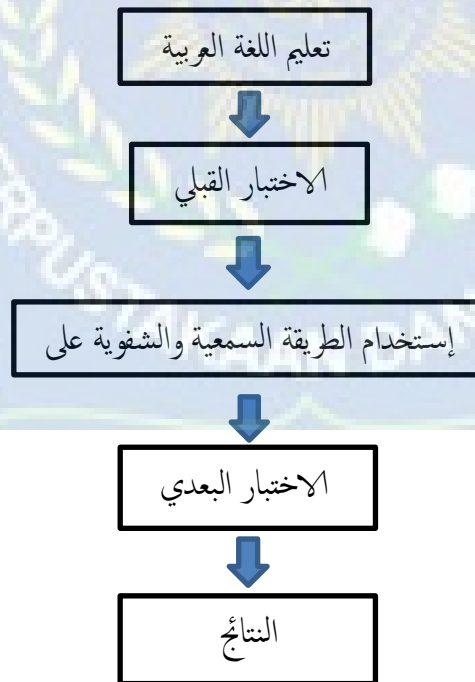 تعليم اللغة العربية
الاختبار القبلي
إستخدام الطريقة السمعية والشفوية على
الاختبار البعدي
النتائج